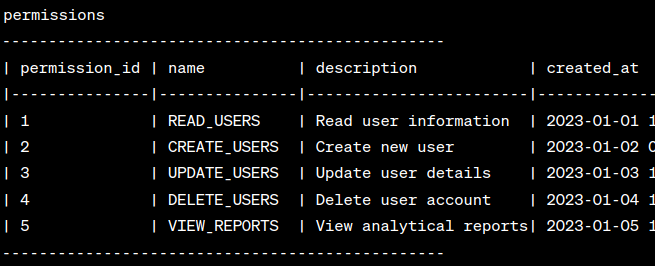 permissions
------------------------------------------------
| permission_id | name | description | created_at
|---------------|---------------|------------------------|-------------
| 1 | READ_USERS | Read user information | 2023-01-01 1
| 2 | CREATE_USERS | Create new user | 2023-01-02
| 3 | UPDATE_USERS | Update user details | 2023-01-03 1
| 4 | DELETE_USERS | Delete user account | 2023-01-04 1
| 5 | VIEW_REPORTS | View analytical reports| 2023-01-05 1
------------------------------------------------